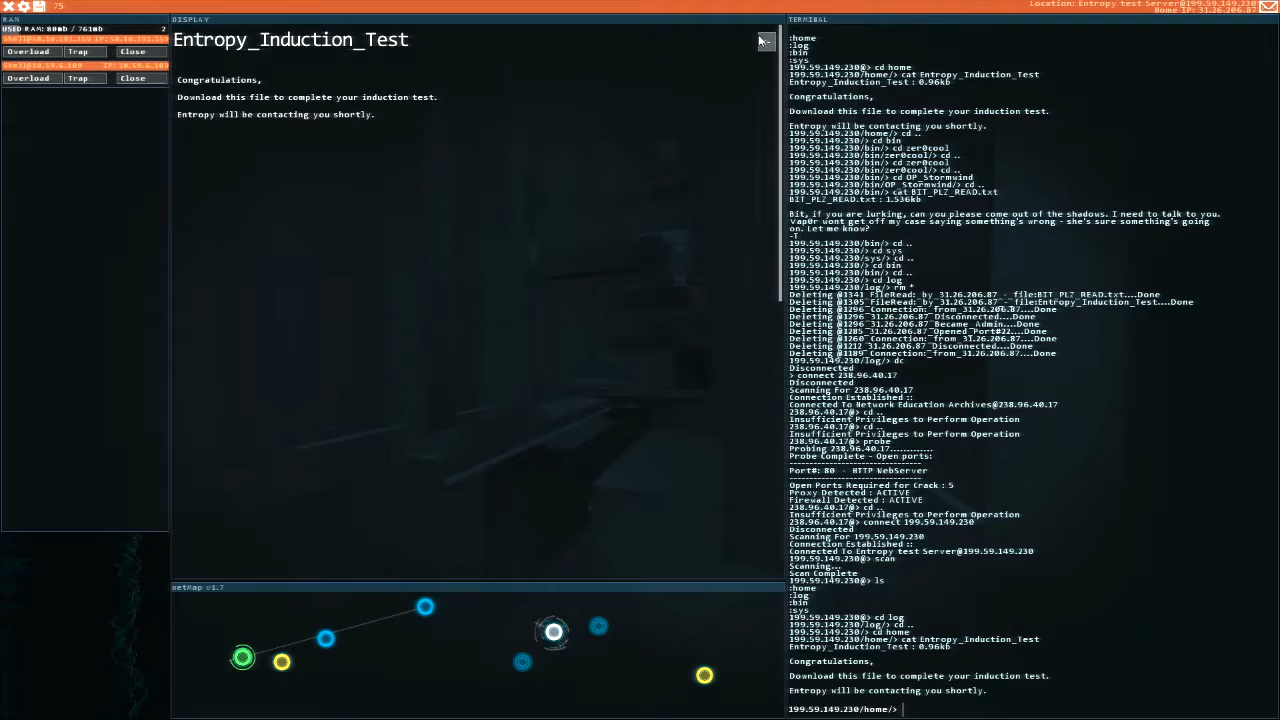 75
Location: Entropy test Server@199.59.149.230
Home IP: 31.26.206.87
RAM
USED RAM: 80mb / 761mb
2
Overload
Trap
Close
Shell@10.59.6.189 IP: 10.59.6.189
Overload
Trap
Close
DISPLAY
Entropy_Induction_Test
Congratulations,
Download this file to complete your induction test.
Entropy will be contacting you shortly.
netMap v1.7
TERMINAL
:home
:log
:bin
:sys
199.59.149.230@> cd home
199.59.149.230/home/> cat Entropy_Induction_Test
Entropy_Induction_Test : 0.96kb
Congratulations,
Download this file to complete your induction test.
Entropy will be contacting you shortly.
199.59.149.230/home/> cd ..
199.59.149.230/> cd bin
199.59.149.230/bin/> cd zer0cool
199.59.149.230/bin/zer0cool/> cd ..
199.59.149.230/bin/> cd zer0cool
199.59.149.230/bin/zer0cool/> cd ..
199.59.149.230/bin/> cd OP_Stormwind
199.59.149.230/bin/OP_Stormwind/> cd ..
199.59.149.230/bin/> cat BIT_PLZ_READ.txt
BIT_PLZ_READ.txt : 1.536kb
Bit, if you are lurking, can you please come out of the shadows. I need to talk to you.
Vap0r wont get off my case saying something's wrong - she's sure something's going
on. Let me know?
-T
199.59.149.230/bin/> cd ..
199.59.149.230/> cd sys
199.59.149.230/sys/> cd ..
199.59.149.230/> cd bin
199.59.149.230/bin/> cd ..
199.59.149.230/> cd log
199.59.149.230/log/> rm *
Deleting @1341_FileRead:_by_31.26.206.87_-_file:BIT_PLZ_READ.txt....Done
Deleting @1305_FileRead:_by_31.26.206.87_-_file:Entropy_Induction_Test....Done
Deleting @1296_Connection:_from_31.26.206.87....Done
Deleting @1296_31.26.206.87_Disconnected....Done
Deleting @1296_31.26.206.87_Became_Admin....Done
Deleting @1285_31.26.206.87_Opened_Port#22....Done
Deleting @1260_Connection:_from_31.26.206.87....Done
Deleting @1212_31.26.206.87_Disconnected....Done
Deleting @1189_Connection:_from_31.26.206.87....Done
199.59.149.230/log/> dc
Disconnected
> connect 238.96.40.17
Disconnected
Scanning For 238.96.40.17
Connection Established ::
Connected To Network Education Archives@238.96.40.17
238.96.40.17@> cd ..
Insufficient Privileges to Perform Operation
238.96.40.17@> cd ..
Insufficient Privileges to Perform Operation
238.96.40.17@> probe
Probing 238.96.40.17.............
Probe Complete - Open ports:
---------------------------------
Port#: 80  - HTTP WebServer
---------------------------------
Open Ports Required for Crack : 5
Proxy Detected : ACTIVE
Firewall Detected : ACTIVE
238.96.40.17@> cd ..
Insufficient Privileges to Perform Operation
238.96.40.17@> connect 199.59.149.230
Disconnected
Scanning For 199.59.149.230
Connection Established ::
Connected To Entropy test Server@199.59.149.230
199.59.149.230@> scan
Scanning...
Scan Complete
199.59.149.230@> ls
:home
:log
:bin
:sys
199.59.149.230@> cd log
199.59.149.230/log/> cd ..
199.59.149.230/> cd home
199.59.149.230/home/> cat Entropy_Induction_Test
Entropy_Induction_Test : 0.96kb
Congratulations,
Download this file to complete your induction test.
Entropy will be contacting you shortly.
199.59.149.230/home/>